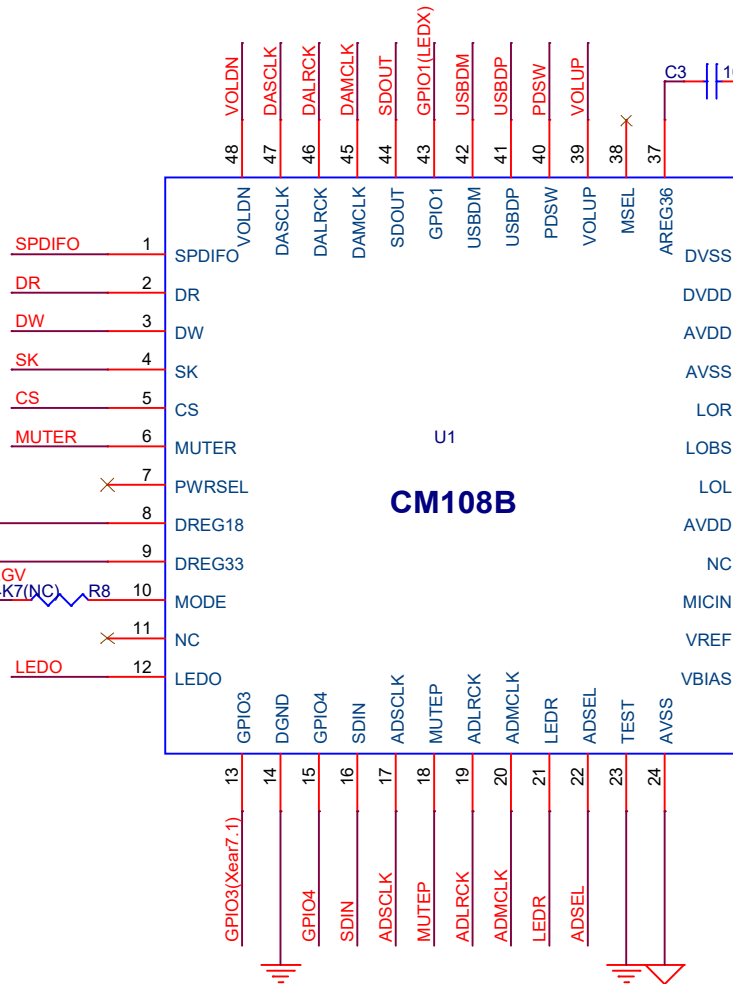 VOLDN
DASCLK
DALRCK
DAMCLK
SDOUT
GPIO1(LEDX)
USBDM
USBDP
PDSW
VOLUP
C3
48
47
46
45
44
43
42
41
40
39
38
37
VOLDN
DASCLK
DALRCK
DAMCLK
SDOUT
GPIO1
USBDM
USBDP
PDSW
VOLUP
MSEL
AREG36
SPDIFO 1 SPDIFO
DR 2 DR
DW 3 DW
SK 4 SK
CS 5 CS
MUTER 6 MUTER
7 PWRSEL
8 DREG18
9 DREG33
K7(NC) R8 10 MODE
11 NC
LEDO 12 LEDO
U1
CM108B
DVSS
DVDD
AVDD
AVSS
LOR
LOBS
LOL
AVDD
NC
MICIN
VREF
VBIAS
GPIO3
DGND
GPIO4
SDIN
ADSCLK
MUTEP
ADLRCK
ADMCLK
LEDR
ADSEL
TEST
AVSS
13
14
15
16
17
18
19
20
21
22
23
24
GPIO3(Xear7.1)
GPIO4
SDIN
ADSCLK
MUTEP
ADLRCK
ADMCLK
LEDR
ADSEL